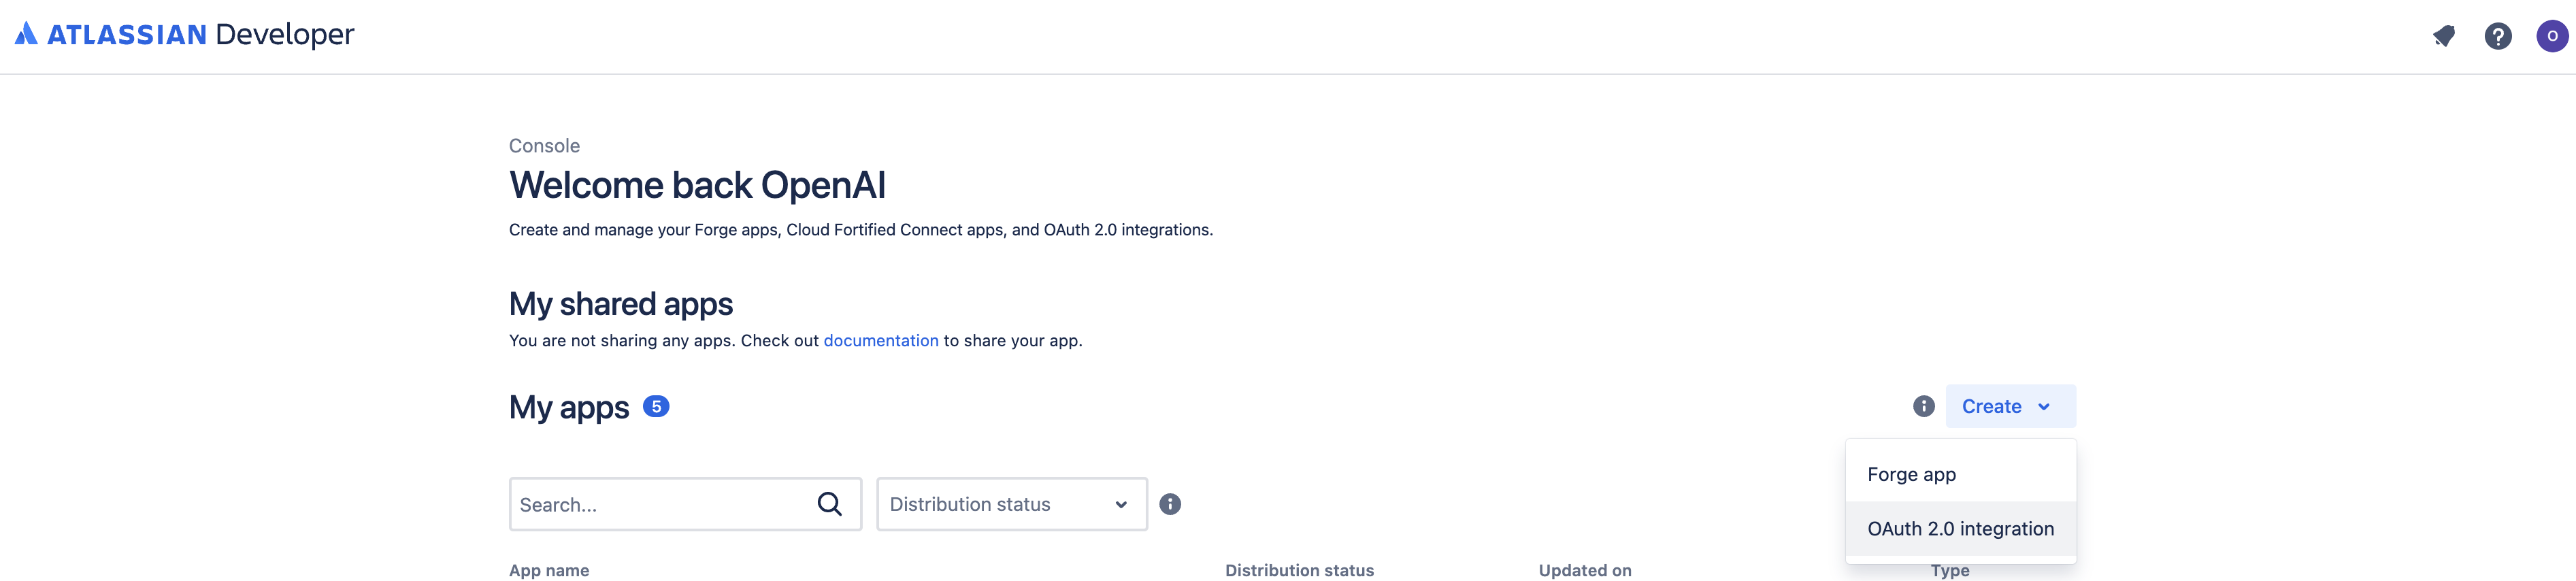 ATLASSIAN Developer
O
Console
Welcome back OpenAI
Create and manage your Forge apps, Cloud Fortified Connect apps, and OAuth 2.0 integrations.
My shared apps
You are not sharing any apps. Check out documentation to share your app.
My apps 5
Create
Forge app
OAuth 2.0 integration
Search...
Distribution status
App name Distribution status Updated on Type